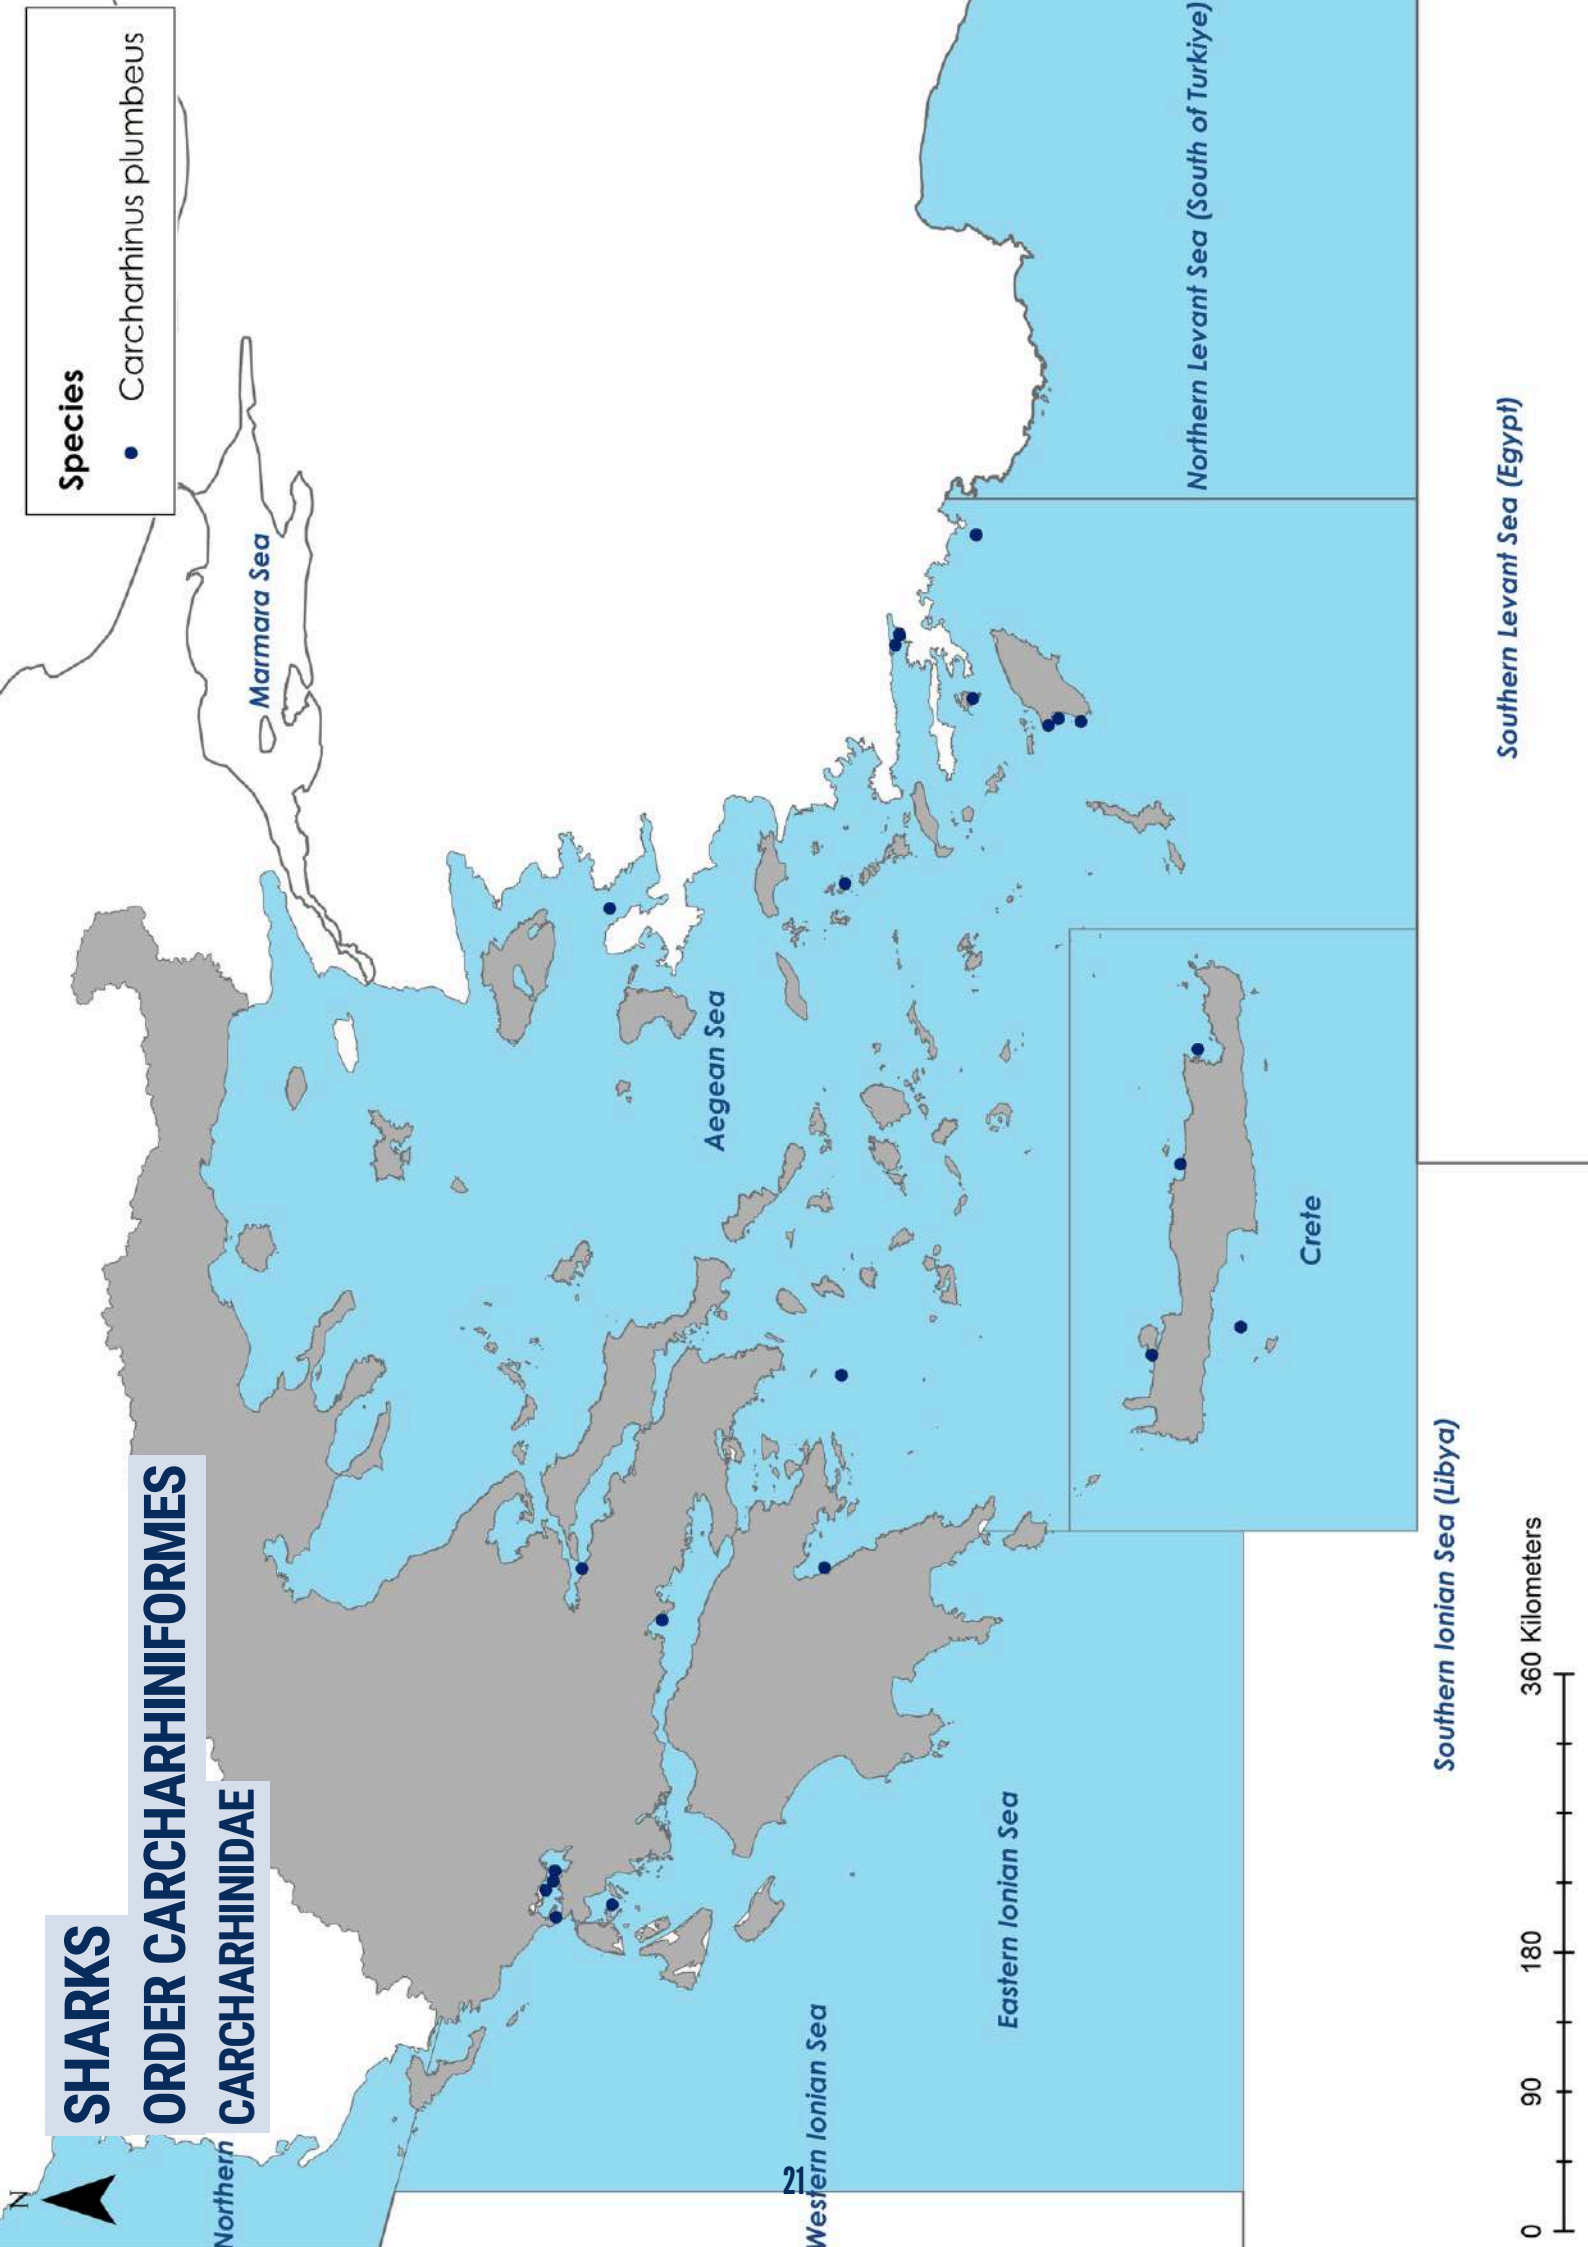 SHARKS
ORDER CARCHARHINIFORMES
CARCHARHINIDAE
N
Species
Carcharhinus plumbeus
Marmara Sea
Northern
Aegean Sea
Western Ionian Sea
Eastern Ionian Sea
Northern Levant Sea (South of Turkiye)
Crete
Southern Ionian Sea (Libya)
Southern Levant Sea (Egypt)
0 90 180 360 Kilometers
21